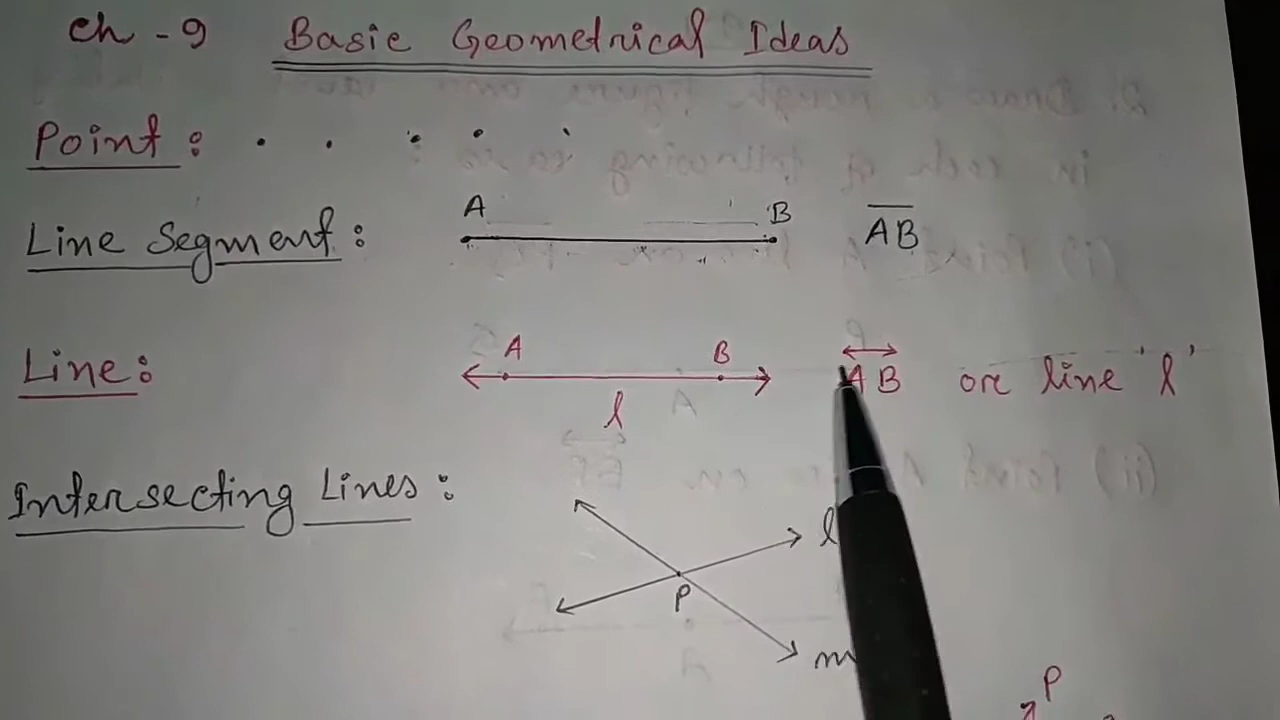 Ch - 9 Basic Geometrical Ideas
Point : . . . . .
Line Segment : A B AB
Line : A B l AB or line 'l'
Intersecting Lines : l P m
P